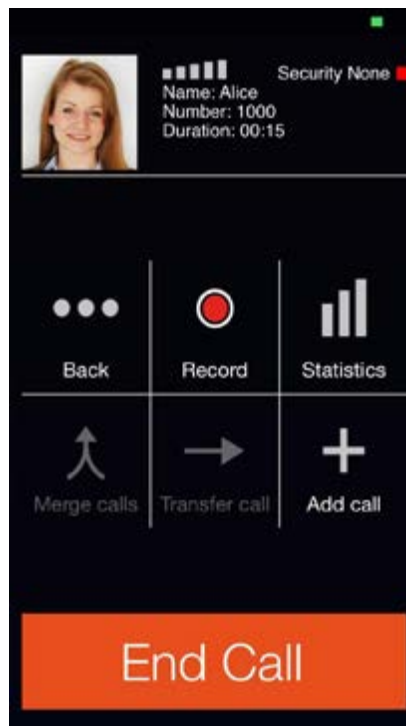 Security None
Name: Alice
Number: 1000
Duration: 00:15
Back
Record
Statistics
Merge calls
Transfer call
Add call
End Call